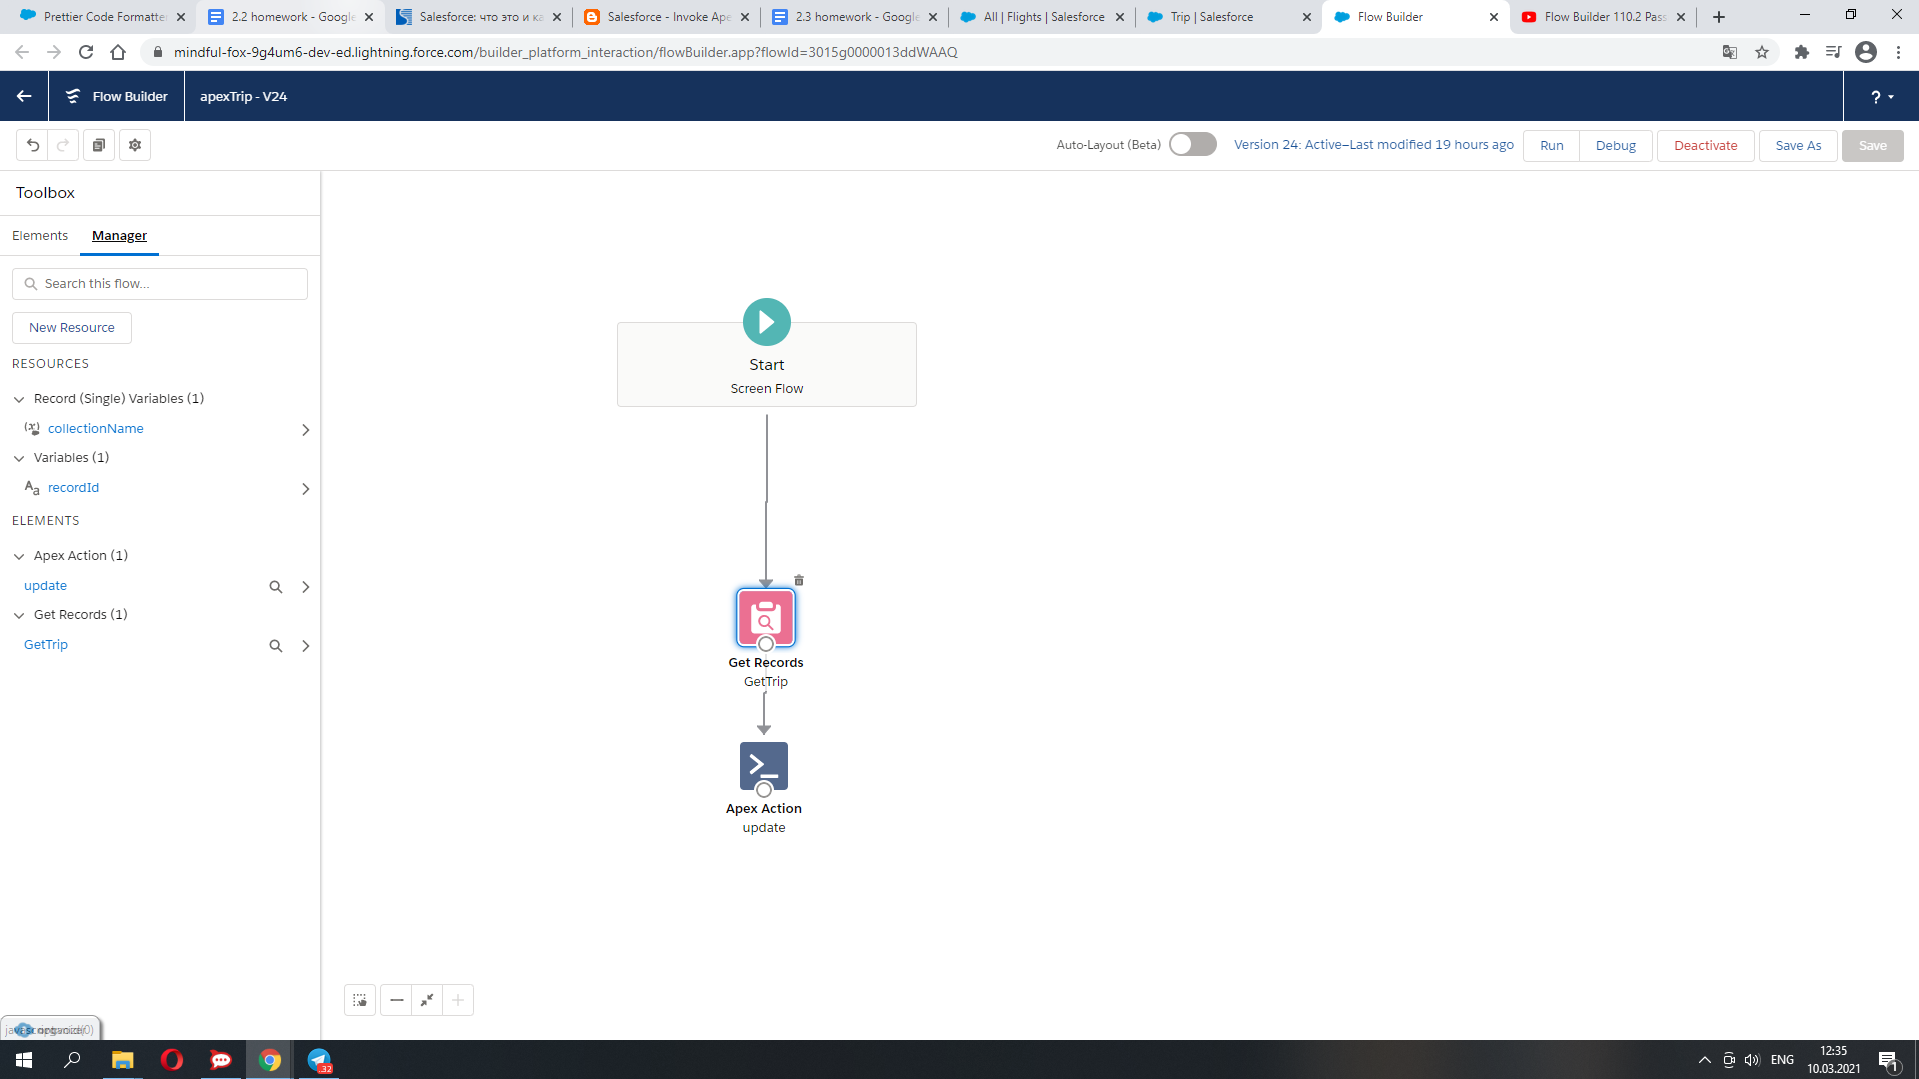 Prettier Code Formatte
2.2 homework - Google
Salesforce: что это и ка
Salesforce - Invoke Ape
2.3 homework - Google
All | Flights | Salesforce
Trip | Salesforce
Flow Builder
Flow Builder 110.2 Pass
mindful-fox-9g4um6-dev-ed.lightning.force.com/builder_platform_interaction/flowBuilder.app?flowId=3015g0000013ddWAAQ
Flow Builder
apexTrip - V24
?
Auto-Layout (Beta)
Version 24: Active–Last modified 19 hours ago
Run
Debug
Deactivate
Save As
Save
Toolbox
Elements
Manager
Search this flow...
New Resource
RESOURCES
Record (Single) Variables (1)
collectionName
Variables (1)
Aa recordId
ELEMENTS
Apex Action (1)
update
Get Records (1)
GetTrip
Start
Screen Flow
Get Records
GetTrip
Apex Action
update
32
ENG
12:35
10.03.2021
1